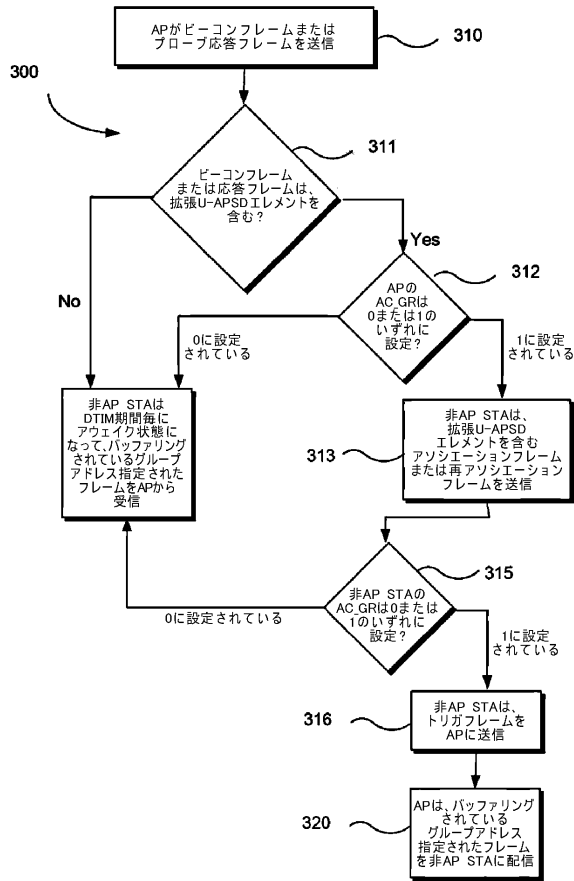 APがビーコンフレームまたは
プローブ応答フレームを送信
310
300
311
ビーコンフレーム
または応答フレームは、
拡張U-APSDエレメントを
含む？
Yes
No
312
APの
AC_GRは
0または1の
いずれに
設定？
0に設定
されている
1に設定
されている
非AP STAは
DTIM期間毎に
アウェイク状態に
なって、バッファリング
されているグループ
アドレス指定された
フレームをAPから
受信
313
非AP STAは、
拡張U-APSD
エレメントを含む
アソシエーションフレーム
または再アソシエーション
フレームを送信
315
非AP STAの
AC_GRは0または
1のいずれに
設定？
0に設定されている
1に設定
されている
316
非AP STAは、
トリガフレームを
APに送信
320
APは、バッファリング
されている
グループアドレス
指定されたフレーム
を非AP STAに配信